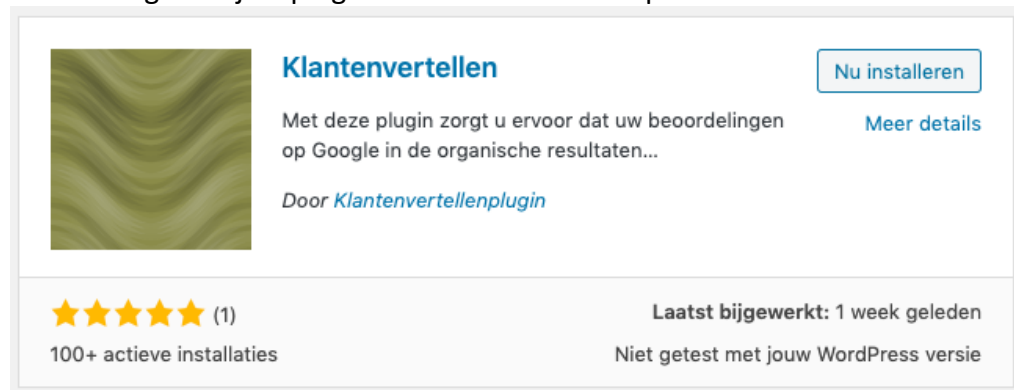 Klantenvertellen
Nu installeren
Met deze plugin zorgt u ervoor dat uw beoordelingen
op Google in de organische resultaten...
Meer details
Door Klantenvertellenplugin
(1)
100+ actieve installaties
Laatst bijgewerkt: 1 week geleden
Niet getest met jouw WordPress versie